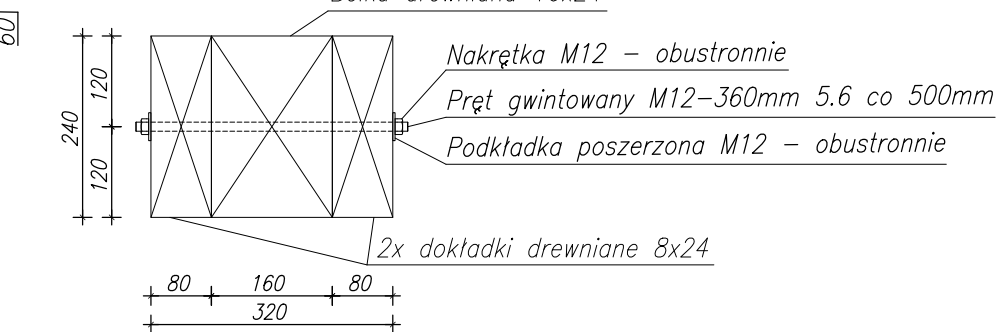 60
Nakrętka M12 – obustronnie
Pręt gwintowany M12–360mm 5.6 co 500mm
Podkładka poszerzona M12 – obustronnie
240
120
120
2x dokładki drewniane 8x24
80 160 80
320